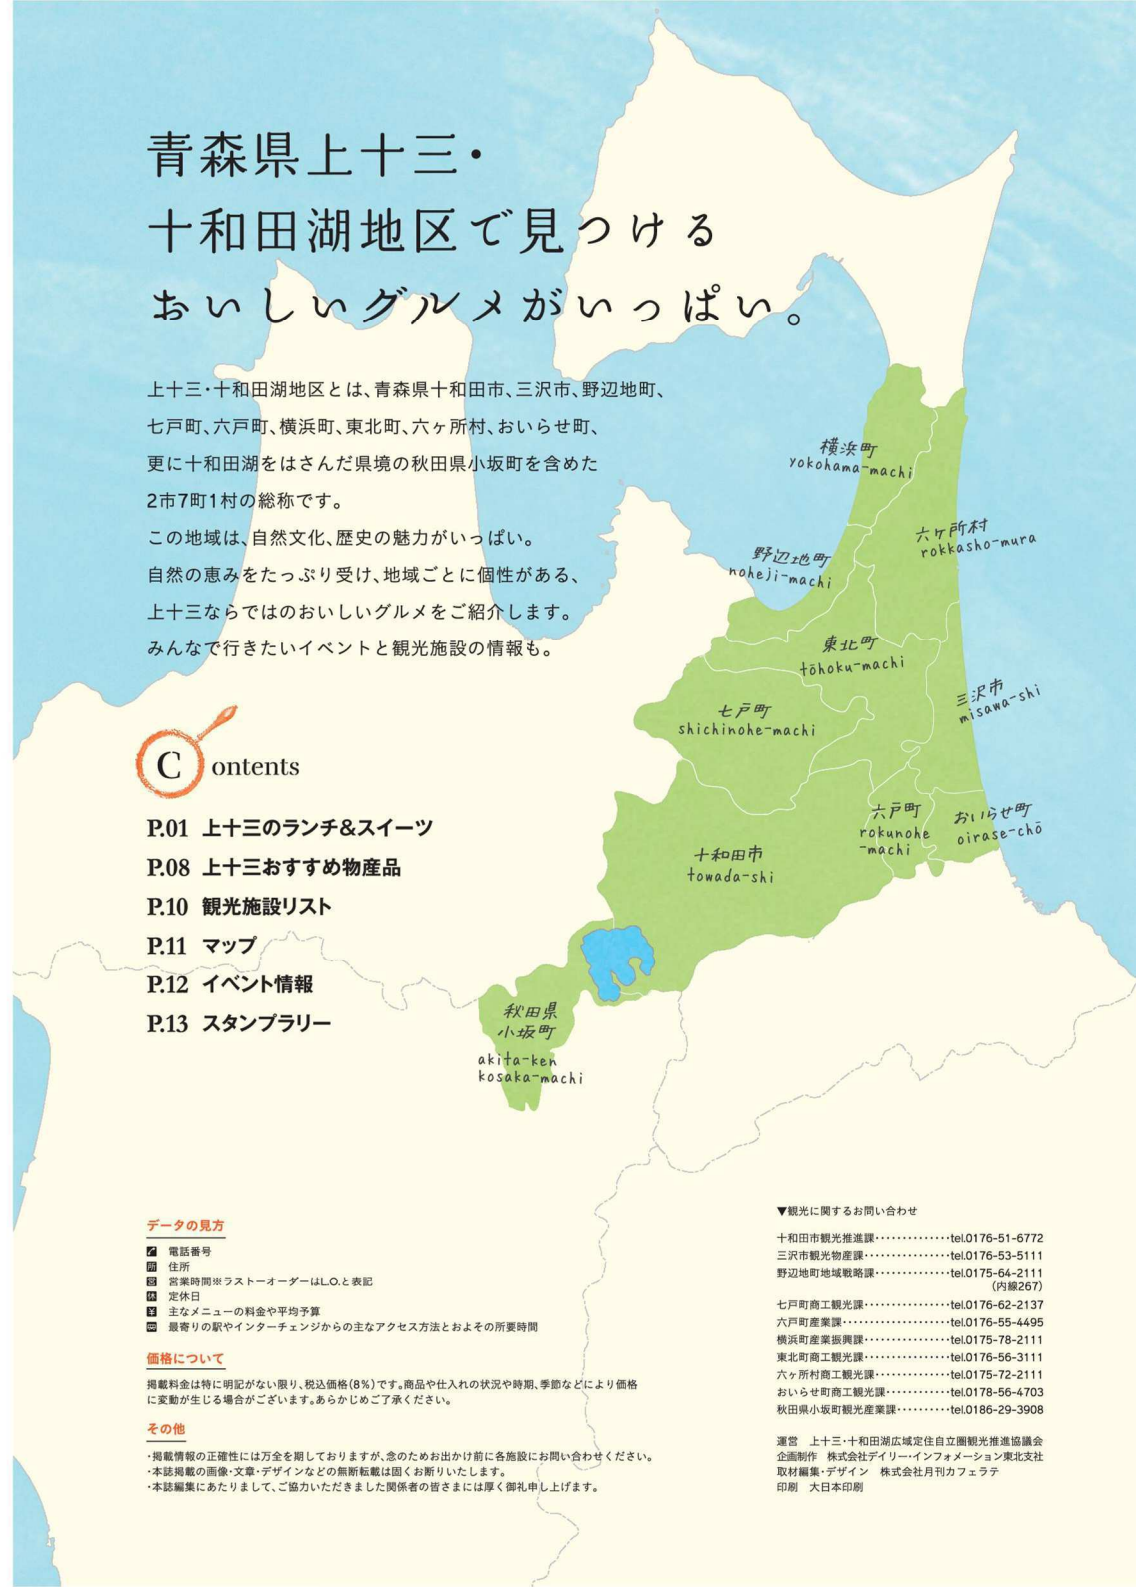 青森県上十三・
十和田湖地区で見つける
おいしいグルメがいっぱい。
上十三・十和田湖地区とは、青森県十和田市、三沢市、野辺地町、
七戸町、六戸町、横浜町、東北町、六ヶ所村、おいらせ町、
更に十和田湖をはさんだ県境の秋田県小坂町を含めた
2市7町1村の総称です。
この地域は、自然文化、歴史の魅力がいっぱい。
自然の恵みをたっぷり受け、地域ごとに個性がある、
上十三ならではのおいしいグルメをご紹介します。
みんなで行きたいイベントと観光施設の情報も。
横浜町
yokohama-machi
六ヶ所村
rokkasho-mura
野辺地町
noheji-machi
東北町
tōhoku-machi
三沢市
misawa-shi
七戸町
shichinohe-machi
六戸町
rokunohe
-machi
おいらせ町
oirase-chō
十和田市
towada-shi
秋田県
小坂町
akita-ken
kosaka-machi
Contents
P.01 上十三のランチ&スイーツ
P.08 上十三おすすめ物産品
P.10 観光施設リスト
P.11 マップ
P.12 イベント情報
P.13 スタンプラリー
データの見方
電話番号
所 住所
営 営業時間※ラストーオーダーはL.O.と表記
休 定休日
¥ 主なメニューの料金や平均予算
最寄りの駅やインターチェンジからの主なアクセス方法とおよその所要時間
価格について
掲載料金は特に明記がない限り、税込価格(8%)です。商品や仕入れの状況や時期、季節などにより価格
に変動が生じる場合がございます。あらかじめご了承ください。
その他
・掲載情報の正確性には万全を期しておりますが、念のためお出かけ前に各施設にお問い合わせください。
・本誌掲載の画像・文章・デザインなどの無断転載は固くお断りいたします。
・本誌編集にあたりまして、ご協力いただきました関係者の皆さまには厚く御礼申し上げます。
▼観光に関するお問い合わせ
十和田市観光推進課··············tel.0176-51-6772
三沢市観光物産課···············tel.0176-53-5111
野辺地町地域戦略課··············tel.0175-64-2111
(内線267)
七戸町商工観光課················tel.0176-62-2137
六戸町産業課····················tel.0176-55-4495
横浜町産業振興課················tel.0175-78-2111
東北町商工観光課················tel.0176-56-3111
六ヶ所村商工観光課··············tel.0175-72-2111
おいらせ町商工観光課············tel.0178-56-4703
秋田県小坂町観光産業課··········tel.0186-29-3908
運営 上十三・十和田湖広域定住自立圏観光推進協議会
企画制作 株式会社デイリー・インフォメーション東北支社
取材編集・デザイン 株式会社月刊カフェラテ
印刷 大日本印刷